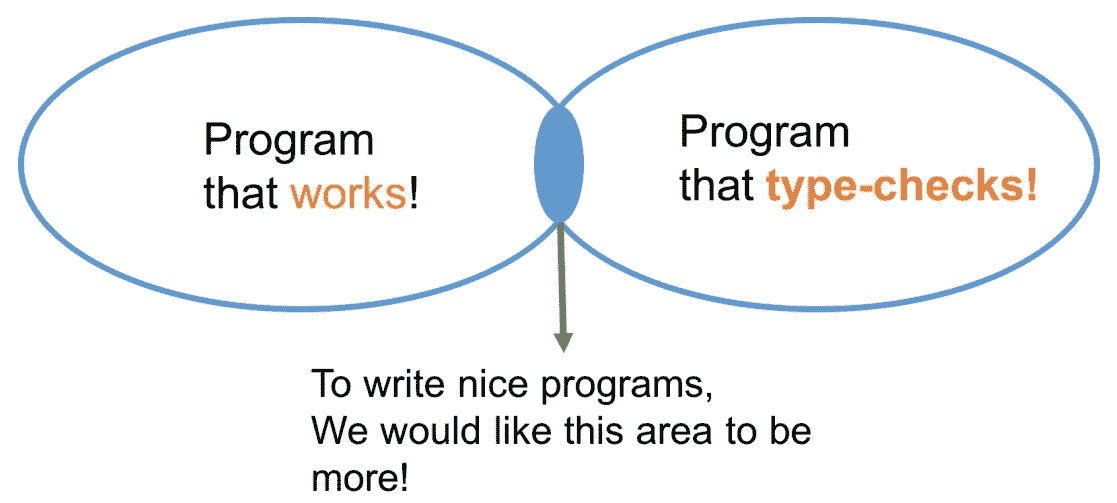 Program
that works!
Program
that type-checks!
To write nice programs,
We would like this area to be
more!